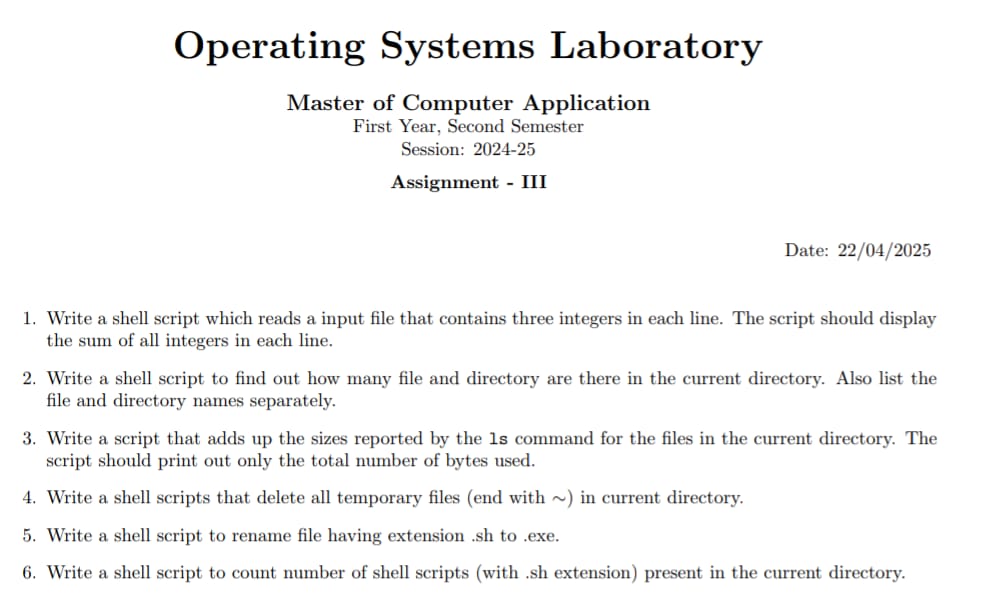 Operating Systems Laboratory
Master of Computer Application
First Year, Second Semester
Session: 2024-25
Assignment - III
Date: 22/04/2025
1. Write a shell script which reads a input file that contains three integers in each line. The script should display
the sum of all integers in each line.
2. Write a shell script to find out how many file and directory are there in the current directory. Also list the
file and directory names separately.
3. Write a script that adds up the sizes reported by the ls command for the files in the current directory. The
script should print out only the total number of bytes used.
4. Write a shell scripts that delete all temporary files (end with ∼) in current directory.
5. Write a shell script to rename file having extension .sh to .exe.
6. Write a shell script to count number of shell scripts (with .sh extension) present in the current directory.